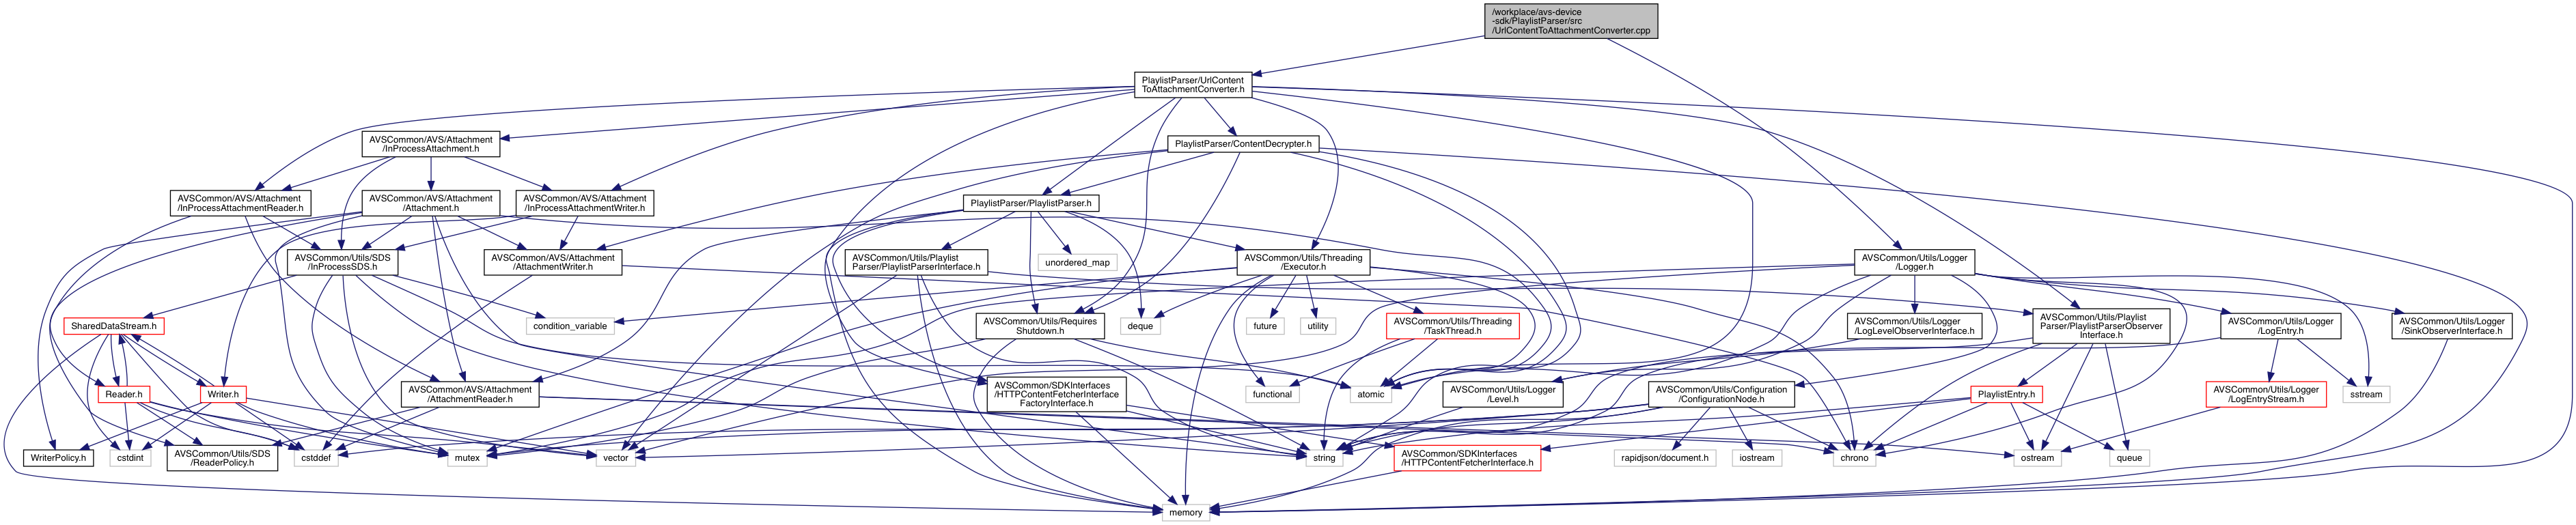 /workplace/avs-device
-sdk/PlaylistParser/src
/UrlContentToAttachmentConverter.cpp
PlaylistParser/UrlContent
ToAttachmentConverter.h
AVSCommon/AVS/Attachment
/InProcessAttachment.h
PlaylistParser/ContentDecrypter.h
AVSCommon/AVS/Attachment
/InProcessAttachmentReader.h
AVSCommon/AVS/Attachment
/Attachment.h
AVSCommon/AVS/Attachment
/InProcessAttachmentWriter.h
PlaylistParser/PlaylistParser.h
AVSCommon/Utils/SDS
/InProcessSDS.h
AVSCommon/AVS/Attachment
/AttachmentWriter.h
AVSCommon/Utils/Playlist
Parser/PlaylistParserInterface.h
unordered_map
AVSCommon/Utils/Threading
/Executor.h
AVSCommon/Utils/Logger
/Logger.h
SharedDataStream.h
condition_variable
AVSCommon/Utils/Requires
Shutdown.h
deque
future
utility
AVSCommon/Utils/Threading
/TaskThread.h
AVSCommon/Utils/Logger
/LogLevelObserverInterface.h
AVSCommon/Utils/Playlist
Parser/PlaylistParserObserver
Interface.h
AVSCommon/Utils/Logger
/LogEntry.h
AVSCommon/Utils/Logger
/SinkObserverInterface.h
Reader.h
Writer.h
AVSCommon/AVS/Attachment
/AttachmentReader.h
AVSCommon/SDKInterfaces
/HTTPContentFetcherInterface
FactoryInterface.h
functional
atomic
AVSCommon/Utils/Logger
/Level.h
AVSCommon/Utils/Configuration
/ConfigurationNode.h
PlaylistEntry.h
AVSCommon/Utils/Logger
/LogEntryStream.h
sstream
WriterPolicy.h
cstdint
AVSCommon/Utils/SDS
/ReaderPolicy.h
cstddef
mutex
vector
string
AVSCommon/SDKInterfaces
/HTTPContentFetcherInterface.h
rapidjson/document.h
iostream
chrono
ostream
queue
memory